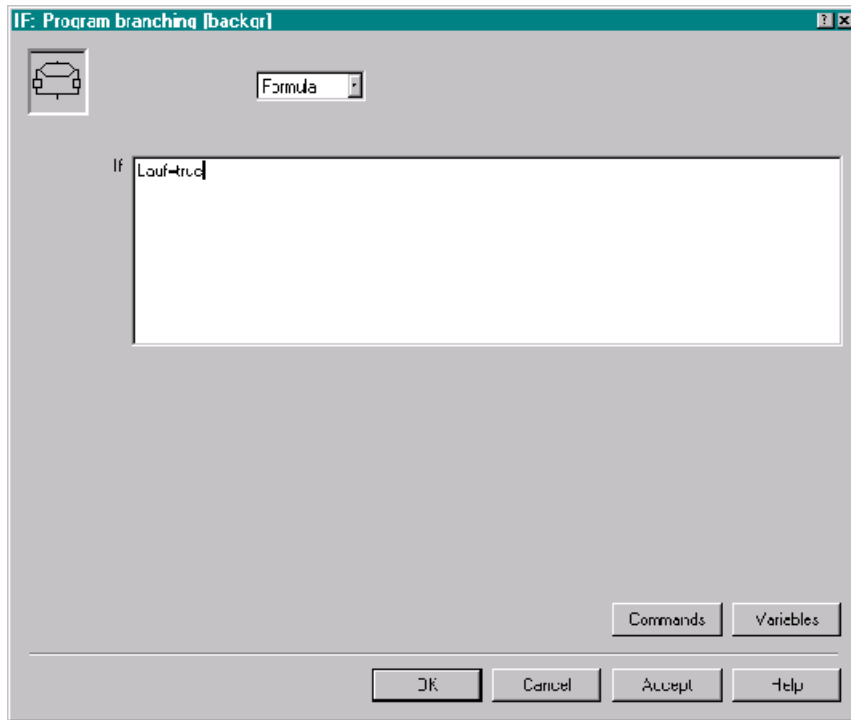 IF: Program branching [backgr]
Formula
If
Lauf=true
Commands
Variables
OK
Cancel
Accept
Help